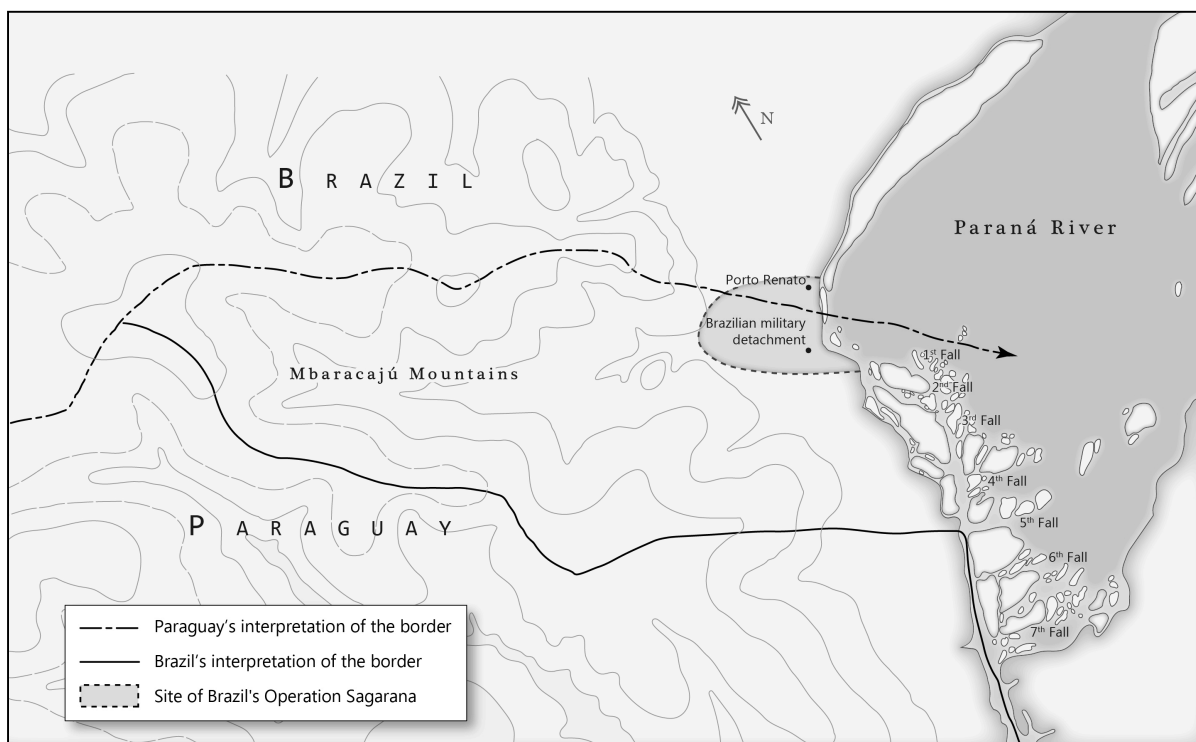 N
BRAZIL
Paraná River
Porto Renato
Brazilian military
detachment
1st Fall
Mbaracajú Mountains
2nd Fall
3rd Fall
4th Fall
PARAGUAY
5th Fall
6th Fall
7th Fall
Paraguay’s interpretation of the border
Brazil’s interpretation of the border
Site of Brazil's Operation Sagarana